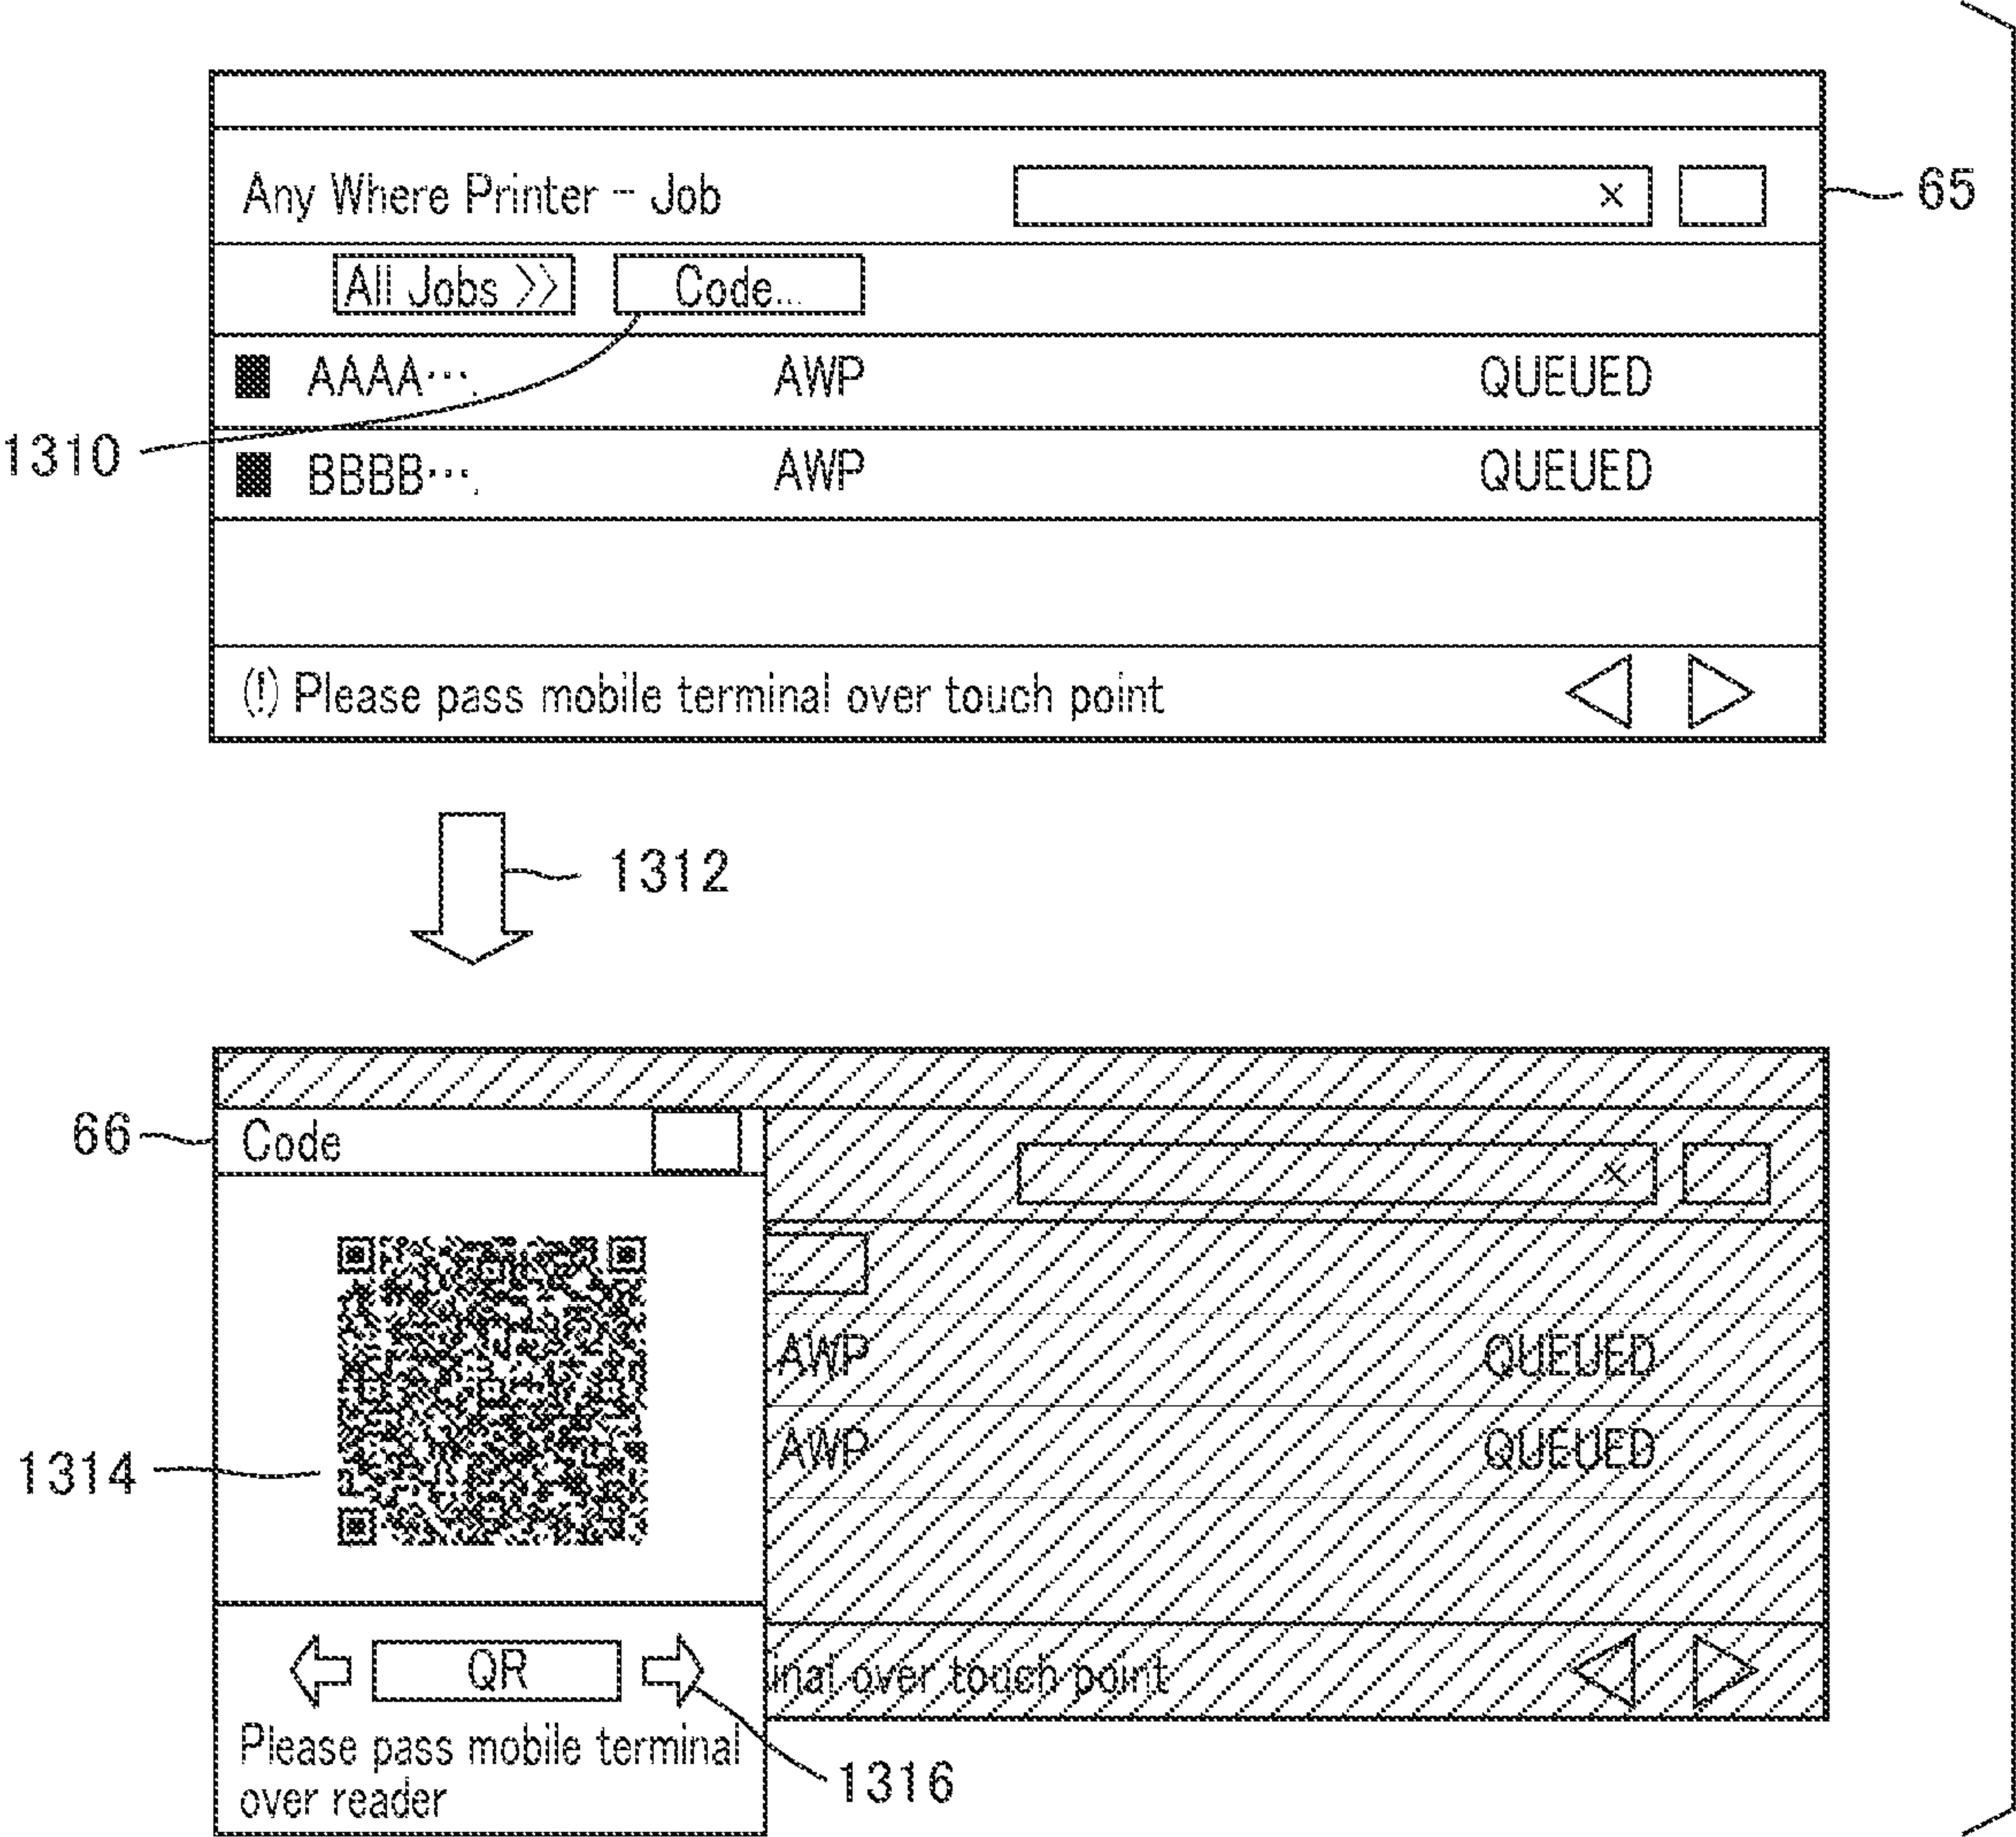 Any Where Printer - Job
×
65
All Jobs >>
Code...
AAAA….
AWP
QUEUED
1310
BBBB….
AWP
QUEUED
(!) Please pass mobile terminal over touch point
1312
66
Code
×
AWP
QUEUED
1314
AWP
QUEUED
QR
inal over touch point
Please pass mobile terminal
over reader
1316